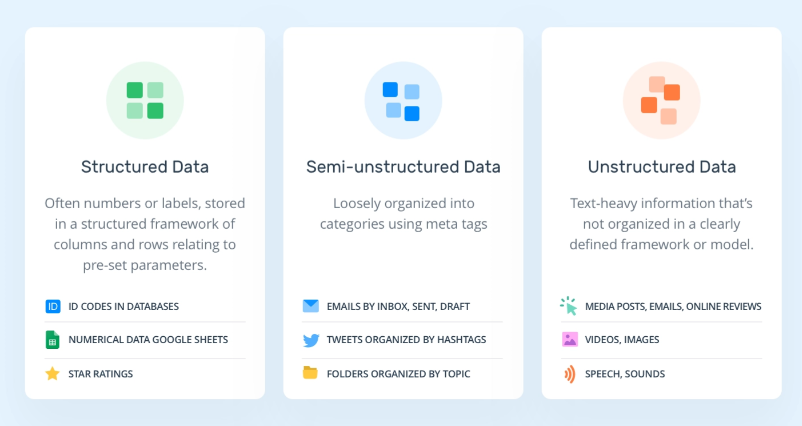 Structured Data
Often numbers or labels, stored
in a structured framework of
columns and rows relating to
pre-set parameters.
ID
ID CODES IN DATABASES
NUMERICAL DATA GOOGLE SHEETS
STAR RATINGS
Semi-unstructured Data
Loosely organized into
categories using meta tags
EMAILS BY INBOX, SENT, DRAFT
TWEETS ORGANIZED BY HASHTAGS
FOLDERS ORGANIZED BY TOPIC
Unstructured Data
Text-heavy information that's
not organized in a clearly
defined framework or model.
MEDIA POSTS, EMAILS, ONLINE REVIEWS
VIDEOS, IMAGES
SPEECH, SOUNDS